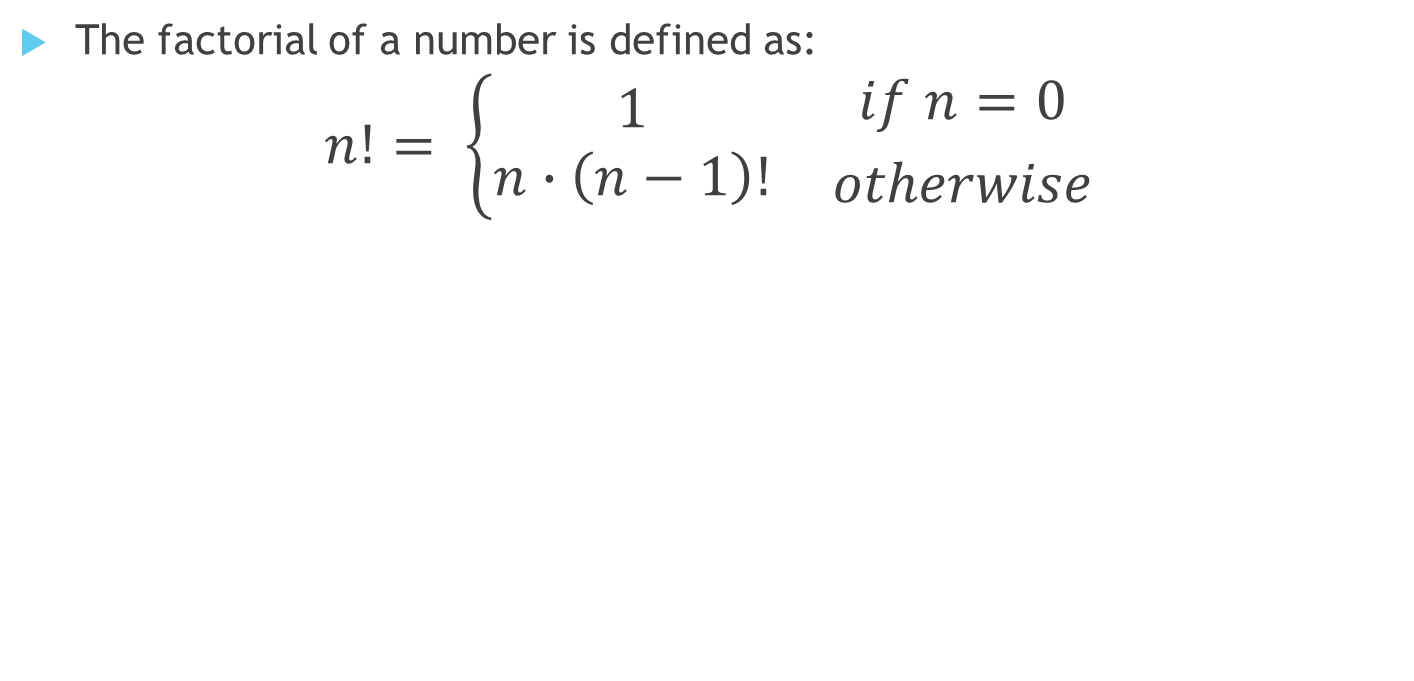 The factorial of a number is defined as:
n! = { 1 if n = 0
n · (n − 1)! otherwise